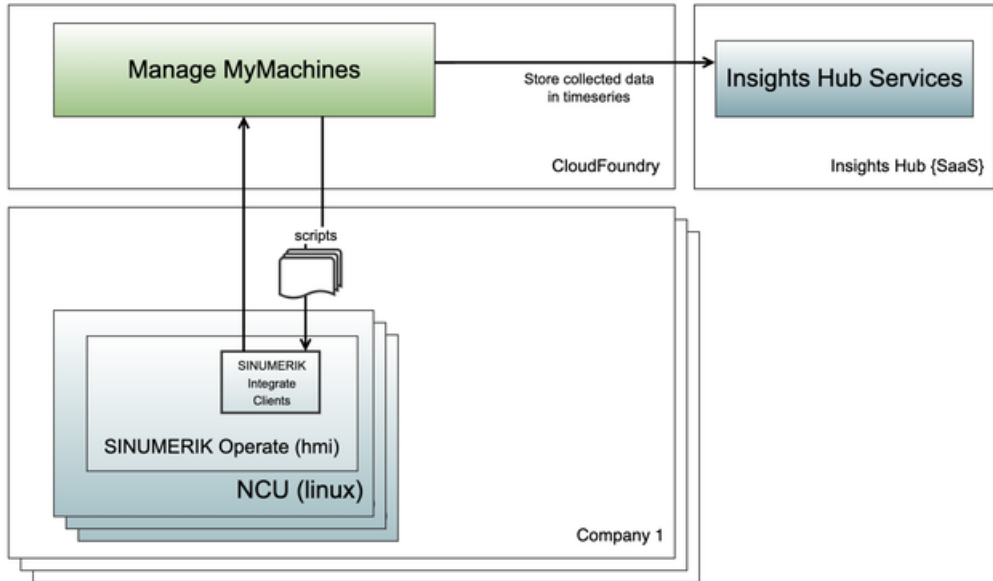 Manage MyMachines
Store collected data
in timeseries
Insights Hub Services
CloudFoundry
Insights Hub {SaaS}
scripts
SINUMERIK
Integrate
Clients
SINUMERIK Operate (hmi)
NCU (linux)
Company 1